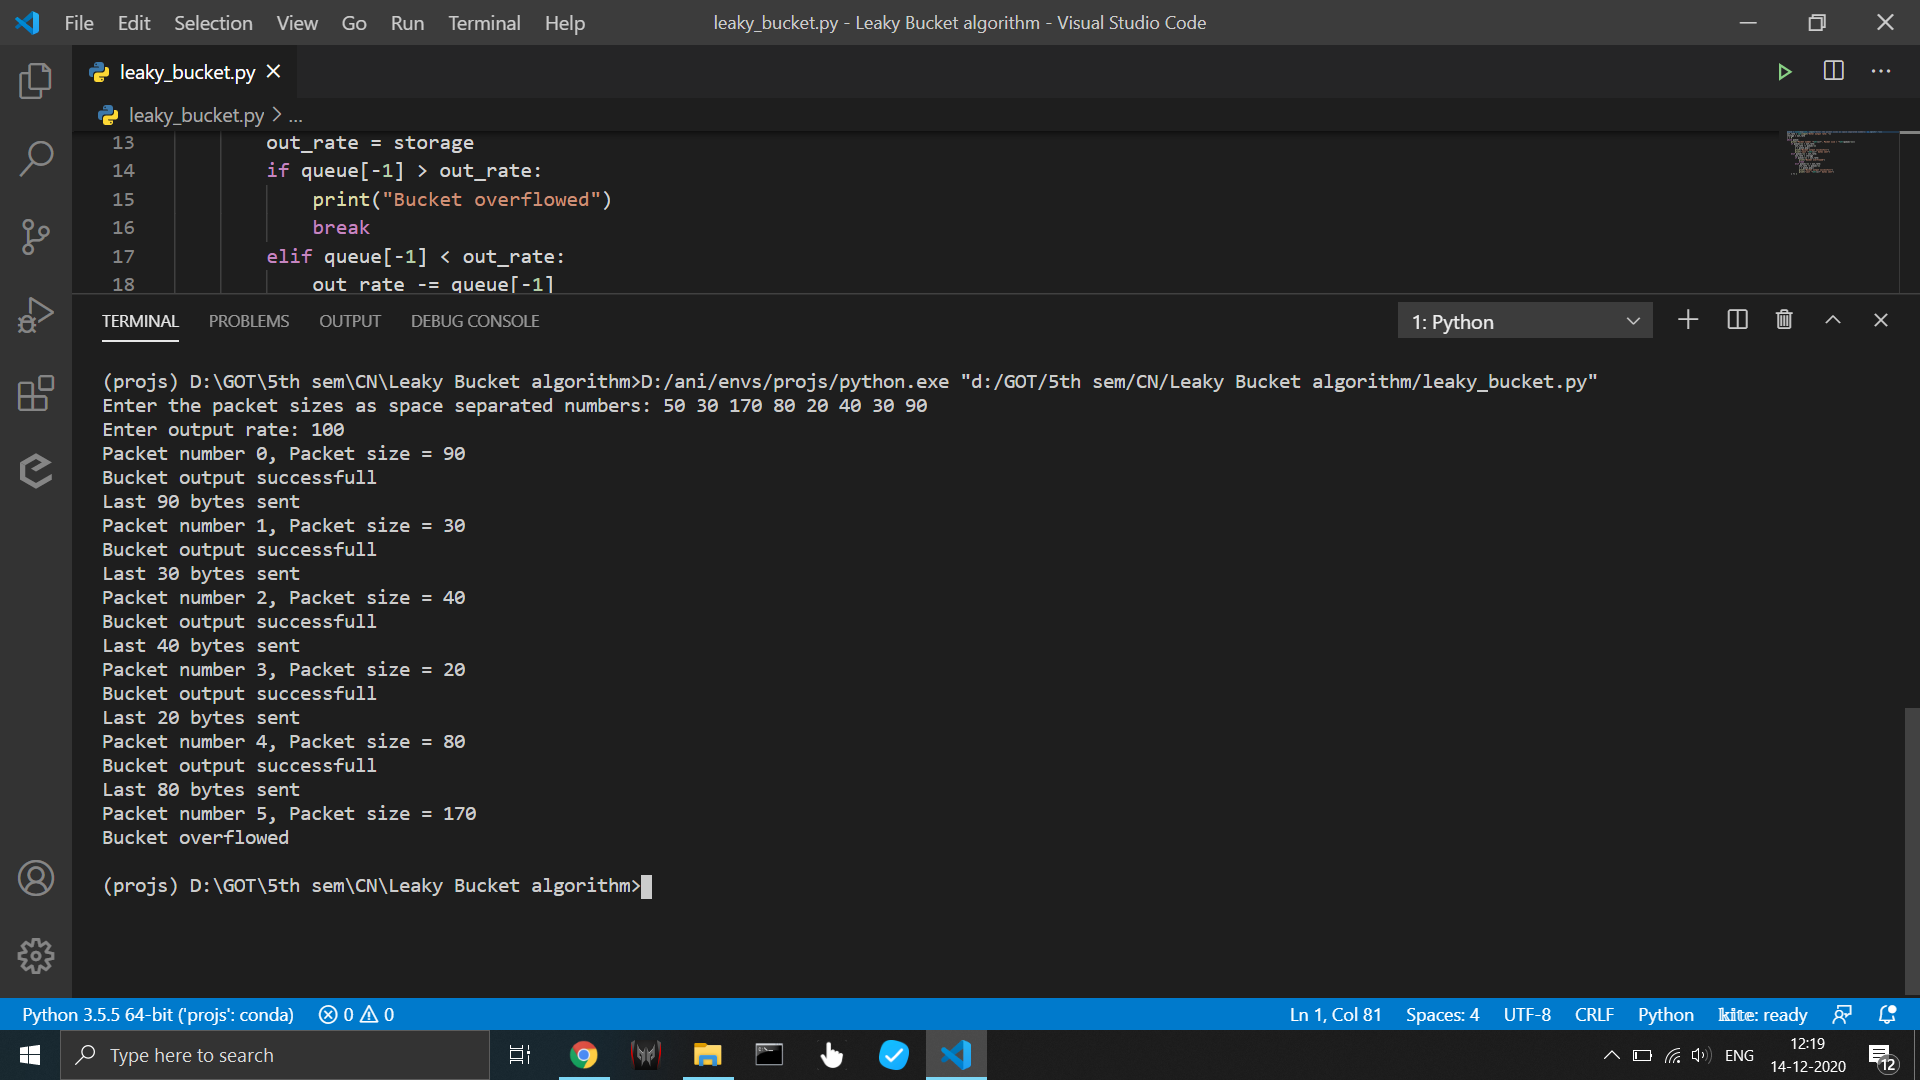 File Edit Selection View Go Run Terminal Help leaky_bucket.py - Leaky Bucket algorithm - Visual Studio Code
leaky_bucket.py
leaky_bucket.py > ...
13 out_rate = storage
14 if queue[-1] > out_rate:
15 print("Bucket overflowed")
16 break
17 elif queue[-1] < out_rate:
18 out_rate -= queue[-1]
TERMINAL PROBLEMS OUTPUT DEBUG CONSOLE 1: Python
(projs) D:\GOT\5th sem\CN\Leaky Bucket algorithm>D:/ani/envs/projs/python.exe "d:/GOT/5th sem/CN/Leaky Bucket algorithm/leaky_bucket.py"
Enter the packet sizes as space separated numbers: 50 30 170 80 20 40 30 90
Enter output rate: 100
Packet number 0, Packet size = 90
Bucket output successfull
Last 90 bytes sent
Packet number 1, Packet size = 30
Bucket output successfull
Last 30 bytes sent
Packet number 2, Packet size = 40
Bucket output successfull
Last 40 bytes sent
Packet number 3, Packet size = 20
Bucket output successfull
Last 20 bytes sent
Packet number 4, Packet size = 80
Bucket output successfull
Last 80 bytes sent
Packet number 5, Packet size = 170
Bucket overflowed
(projs) D:\GOT\5th sem\CN\Leaky Bucket algorithm>
Python 3.5.5 64-bit ('projs': conda) 0 0 Ln 1, Col 81 Spaces: 4 UTF-8 CRLF Python kite: ready
Type here to search ENG 12:19
14-12-2020 12